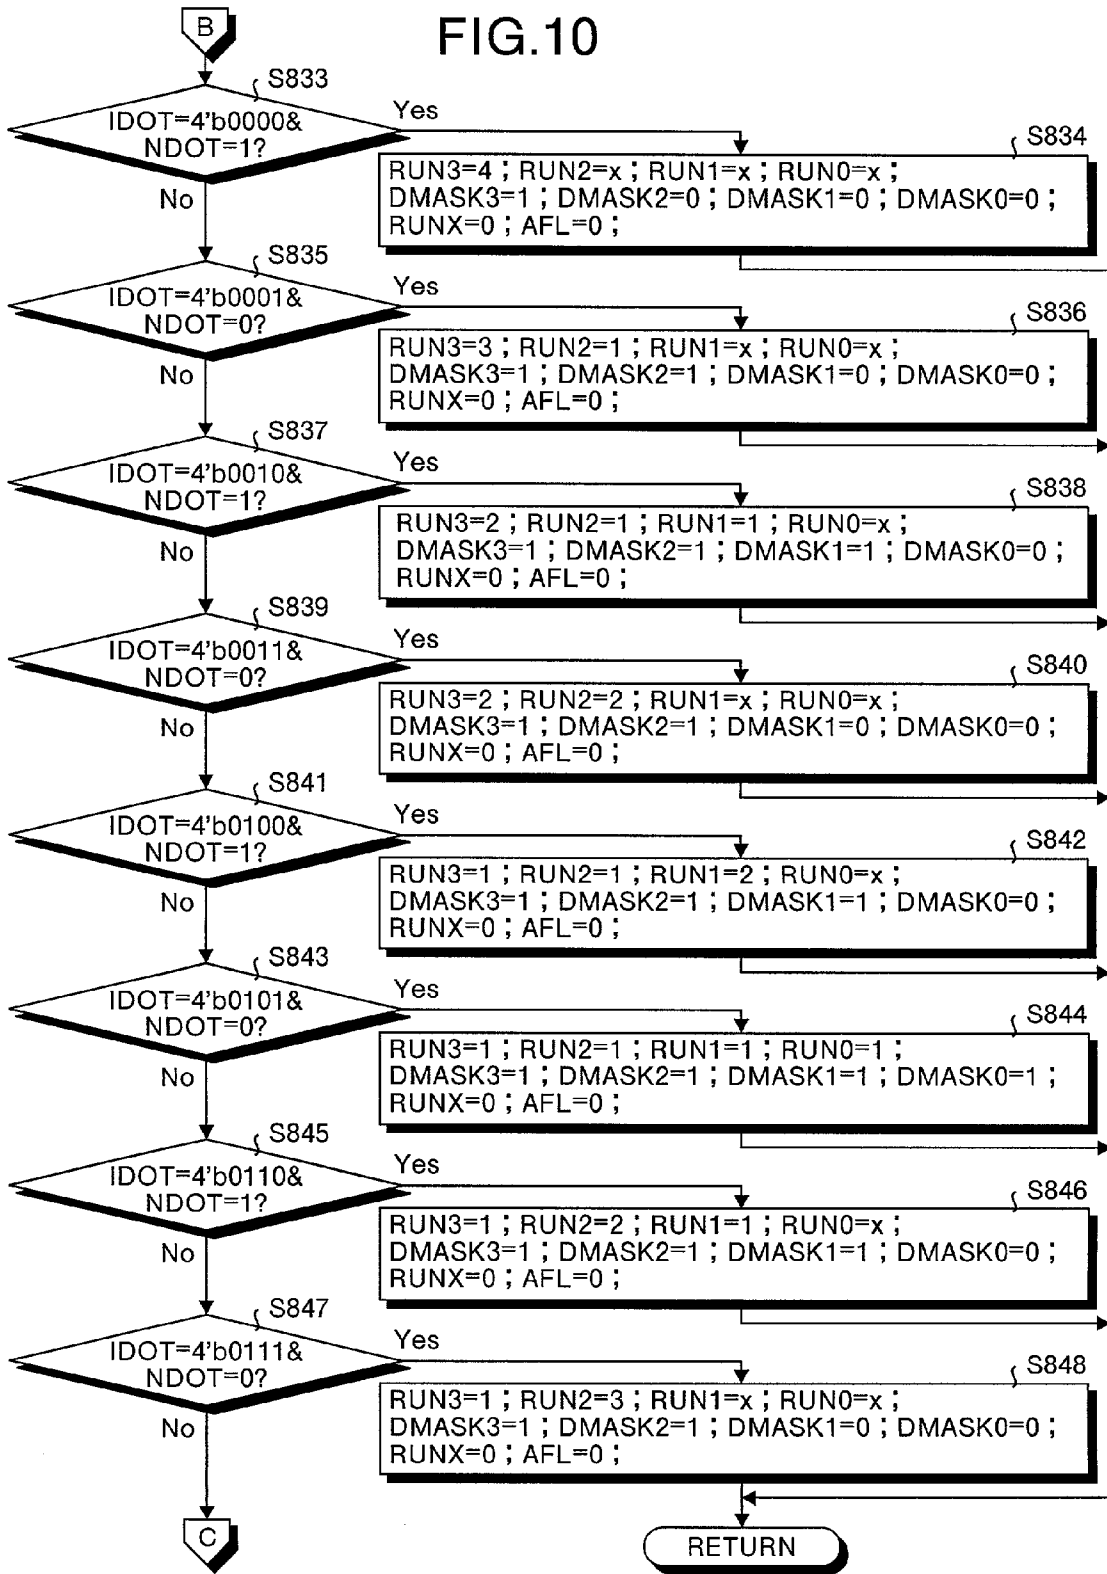 FIG.10
B
S833
IDOT=4'b0000&
NDOT=1?
Yes
No
S834
RUN3=4 ; RUN2=x ; RUN1=x ; RUN0=x ;
DMASK3=1 ; DMASK2=0 ; DMASK1=0 ; DMASK0=0 ;
RUNX=0 ; AFL=0 ;
S835
IDOT=4'b0001&
NDOT=0?
Yes
No
S836
RUN3=3 ; RUN2=1 ; RUN1=x ; RUN0=x ;
DMASK3=1 ; DMASK2=1 ; DMASK1=0 ; DMASK0=0 ;
RUNX=0 ; AFL=0 ;
S837
IDOT=4'b0010&
NDOT=1?
Yes
No
S838
RUN3=2 ; RUN2=1 ; RUN1=1 ; RUN0=x ;
DMASK3=1 ; DMASK2=1 ; DMASK1=1 ; DMASK0=0 ;
RUNX=0 ; AFL=0 ;
S839
IDOT=4'b0011&
NDOT=0?
Yes
No
S840
RUN3=2 ; RUN2=2 ; RUN1=x ; RUN0=x ;
DMASK3=1 ; DMASK2=1 ; DMASK1=0 ; DMASK0=0 ;
RUNX=0 ; AFL=0 ;
S841
IDOT=4'b0100&
NDOT=1?
Yes
No
S842
RUN3=1 ; RUN2=1 ; RUN1=2 ; RUN0=x ;
DMASK3=1 ; DMASK2=1 ; DMASK1=1 ; DMASK0=0 ;
RUNX=0 ; AFL=0 ;
S843
IDOT=4'b0101&
NDOT=0?
Yes
No
S844
RUN3=1 ; RUN2=1 ; RUN1=1 ; RUN0=1 ;
DMASK3=1 ; DMASK2=1 ; DMASK1=1 ; DMASK0=1 ;
RUNX=0 ; AFL=0 ;
S845
IDOT=4'b0110&
NDOT=1?
Yes
No
S846
RUN3=1 ; RUN2=2 ; RUN1=1 ; RUN0=x ;
DMASK3=1 ; DMASK2=1 ; DMASK1=1 ; DMASK0=0 ;
RUNX=0 ; AFL=0 ;
S847
IDOT=4'b0111&
NDOT=0?
Yes
No
S848
RUN3=1 ; RUN2=3 ; RUN1=x ; RUN0=x ;
DMASK3=1 ; DMASK2=1 ; DMASK1=0 ; DMASK0=0 ;
RUNX=0 ; AFL=0 ;
C
RETURN